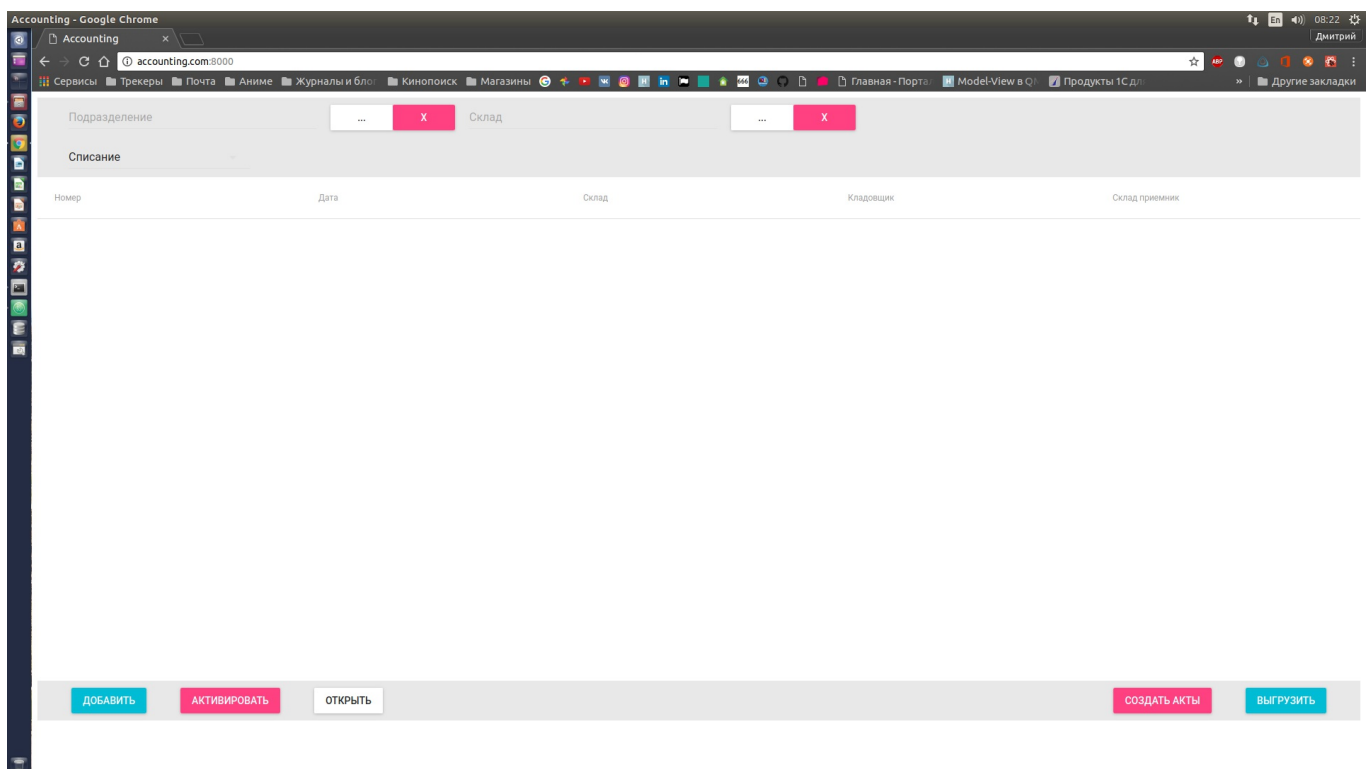 Accounting - Google Chrome En 08:22
Accounting x Дмитрий
accounting.com:8000 ABP
Сервисы Трекеры Почта Аниме Журналы и бло Кинопоиск Магазины 666 Главная - Портал Model-View в Q Продукты 1С дл » Другие закладки
Подразделение ... X Склад ... X
Списание
Номер Дата Склад Кладовщик Склад приемник
ДОБАВИТЬ АКТИВИРОВАТЬ ОТКРЫТЬ СОЗДАТЬ АКТЫ ВЫГРУЗИТЬ